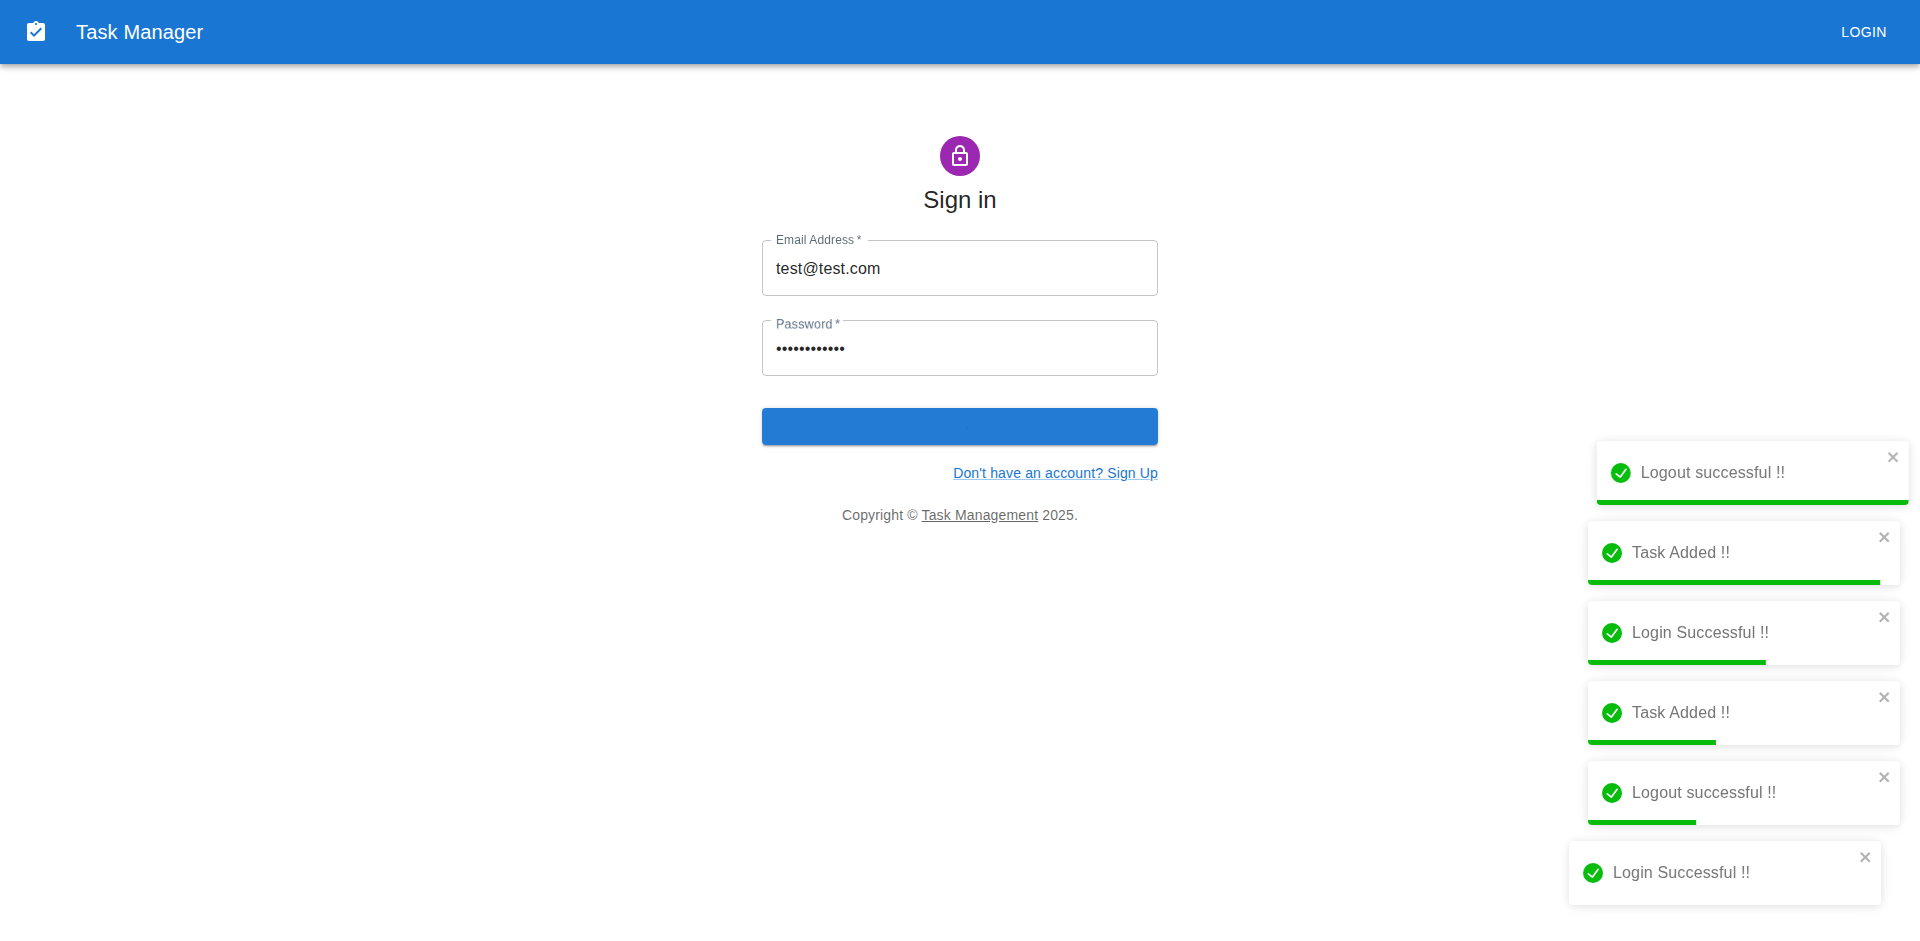 Task Manager
LOGIN
Sign in
Email Address *
test@test.com
Password *
••••••••••••
Don't have an account? Sign Up
Copyright © Task Management 2025.
Logout successful !!
Task Added !!
Login Successful !!
Task Added !!
Logout successful !!
Login Successful !!